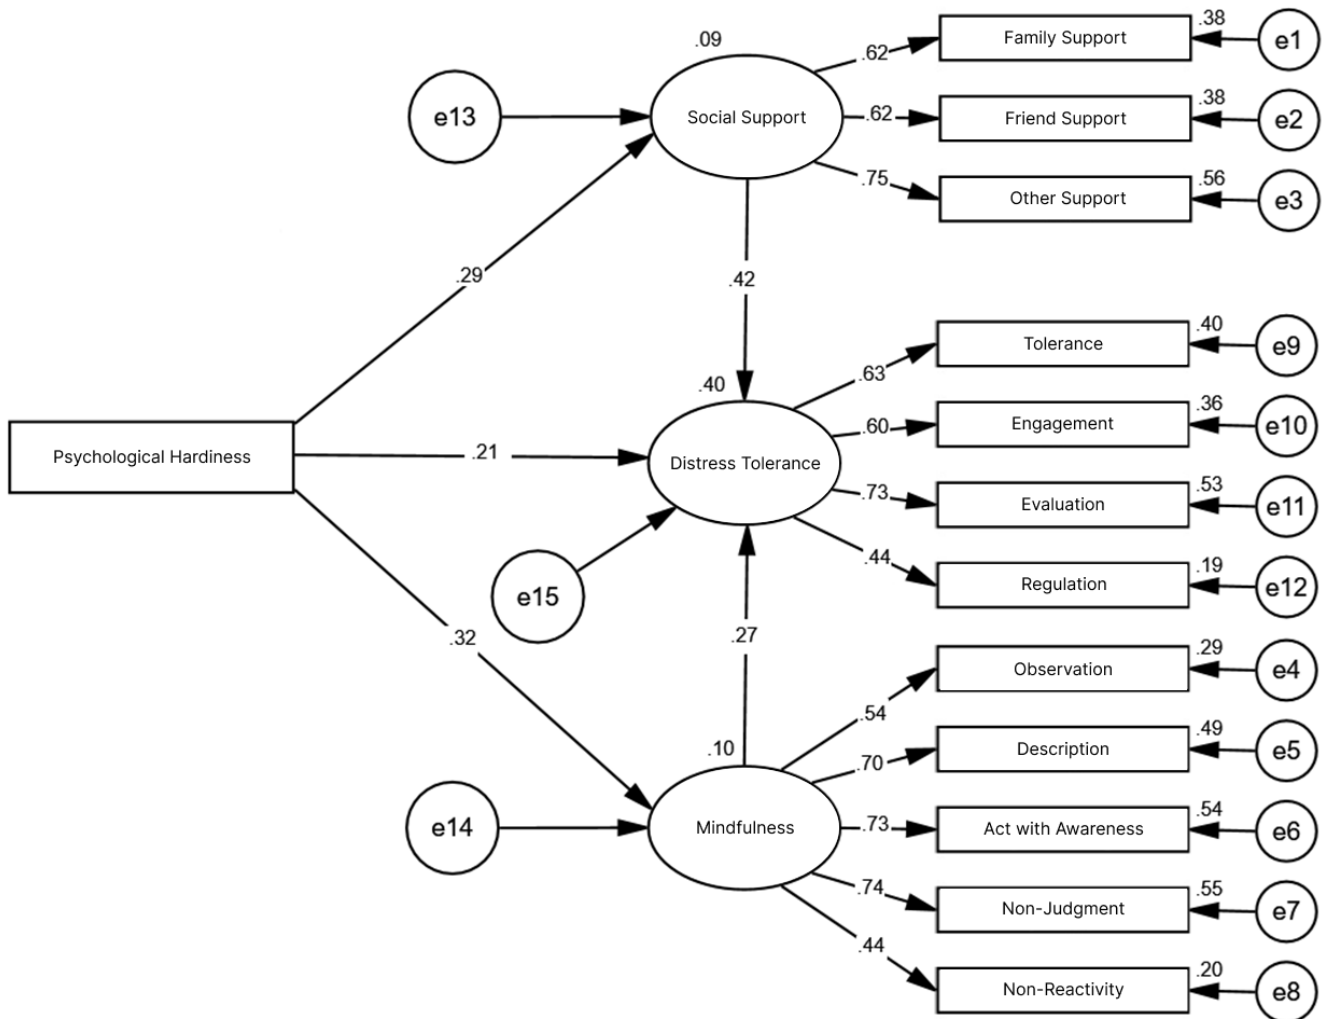 .09
.38
Family Support
e1
.62
e13
Social Support
.62
.38
Friend Support
e2
.75
.56
Other Support
e3
.29
.42
.40
Tolerance
e9
.63
.40
.36
Engagement
e10
.60
Psychological Hardiness
.21
Distress Tolerance
.73
.53
Evaluation
e11
.44
.19
Regulation
e12
e15
.32
.27
.29
Observation
e4
.54
.10
.49
Description
e5
.70
e14
Mindfulness
.73
.54
Act with Awareness
e6
.74
.55
Non-Judgment
e7
.44
.20
Non-Reactivity
e8